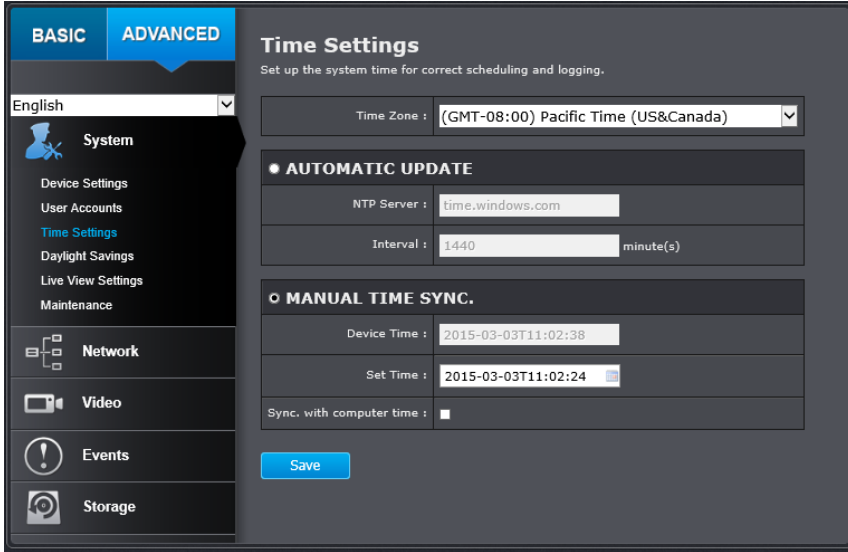 BASIC
ADVANCED
English
System
Device Settings
User Accounts
Time Settings
Daylight Savings
Live View Settings
Maintenance
Network
Video
Events
Storage
Time Settings
Set up the system time for correct scheduling and logging.
Time Zone : (GMT-08:00) Pacific Time (US&Canada)
AUTOMATIC UPDATE
NTP Server : time.windows.com
Interval : 1440 minute(s)
MANUAL TIME SYNC.
Device Time : 2015-03-03T11:02:38
Set Time : 2015-03-03T11:02:24
Sync. with computer time :
Save